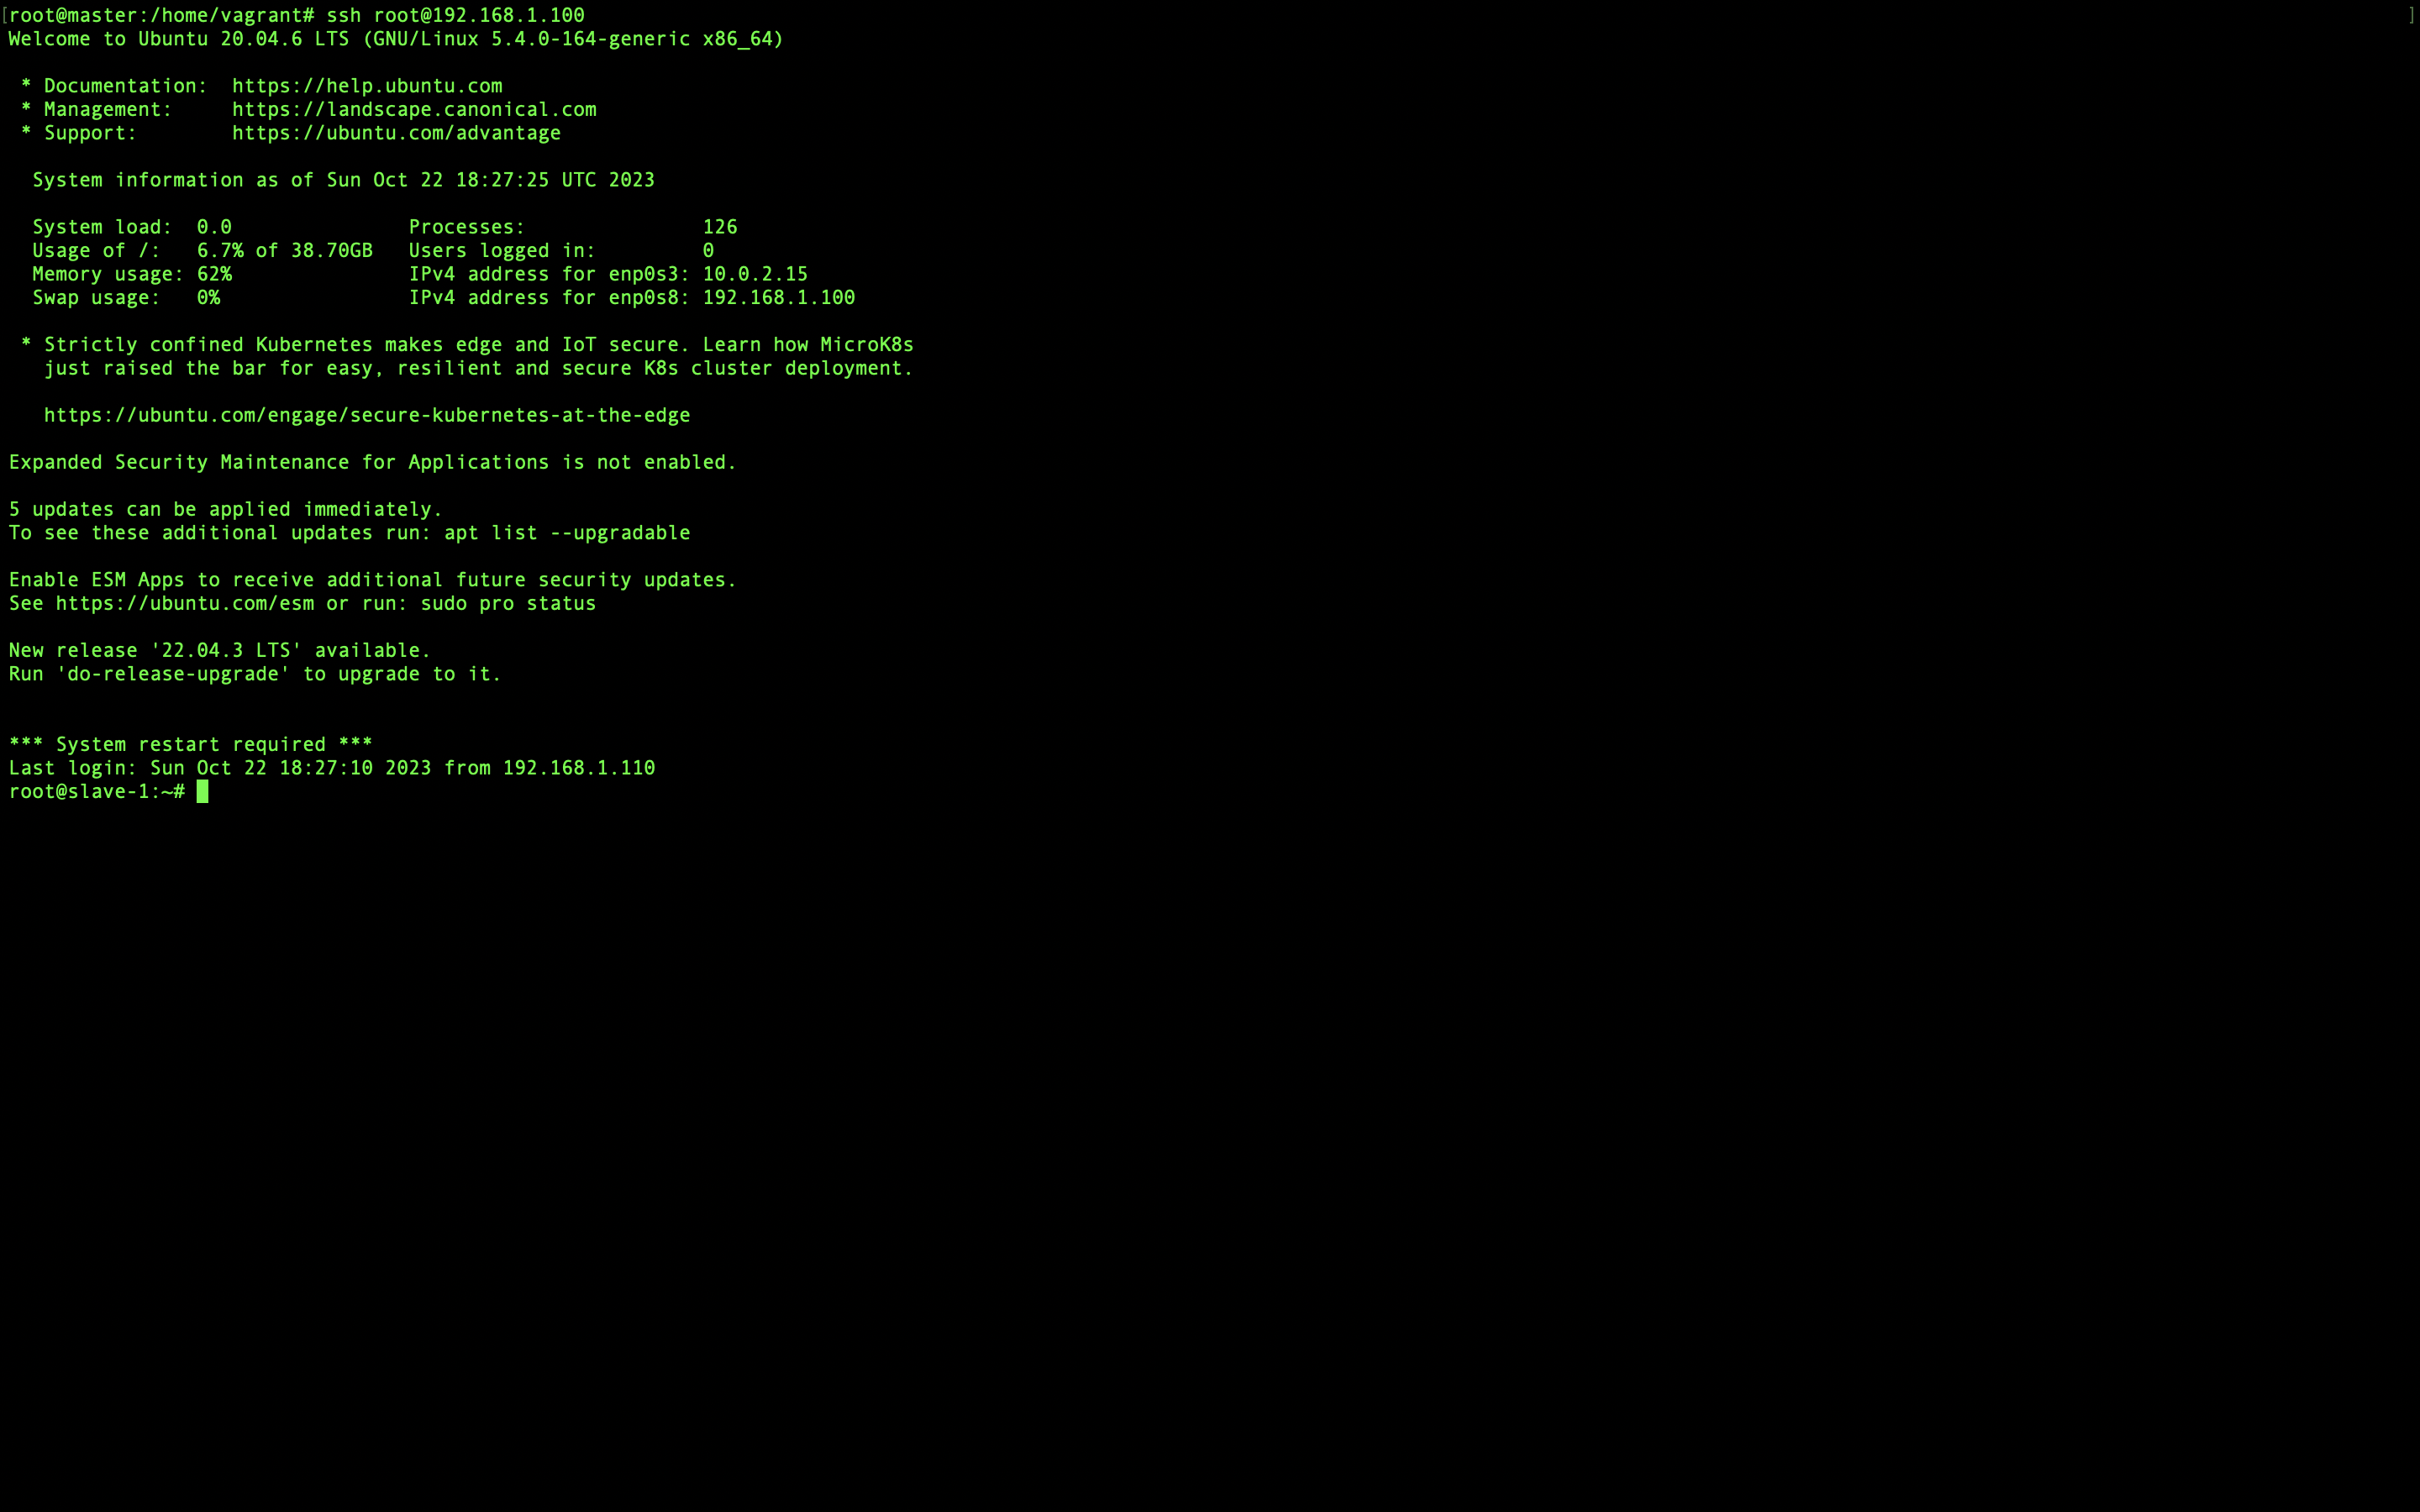 [root@master:/home/vagrant# ssh root@192.168.1.100 ]
Welcome to Ubuntu 20.04.6 LTS (GNU/Linux 5.4.0-164-generic x86_64)
* Documentation:  https://help.ubuntu.com
* Management:     https://landscape.canonical.com
* Support:        https://ubuntu.com/advantage
System information as of Sun Oct 22 18:27:25 UTC 2023
System load:  0.0               Processes:               126
Usage of /:   6.7% of 38.70GB   Users logged in:         0
Memory usage: 62%               IPv4 address for enp0s3: 10.0.2.15
Swap usage:   0%                IPv4 address for enp0s8: 192.168.1.100
* Strictly confined Kubernetes makes edge and IoT secure. Learn how MicroK8s
just raised the bar for easy, resilient and secure K8s cluster deployment.
https://ubuntu.com/engage/secure-kubernetes-at-the-edge
Expanded Security Maintenance for Applications is not enabled.
5 updates can be applied immediately.
To see these additional updates run: apt list --upgradable
Enable ESM Apps to receive additional future security updates.
See https://ubuntu.com/esm or run: sudo pro status
New release '22.04.3 LTS' available.
Run 'do-release-upgrade' to upgrade to it.
*** System restart required ***
Last login: Sun Oct 22 18:27:10 2023 from 192.168.1.110
root@slave-1:~#